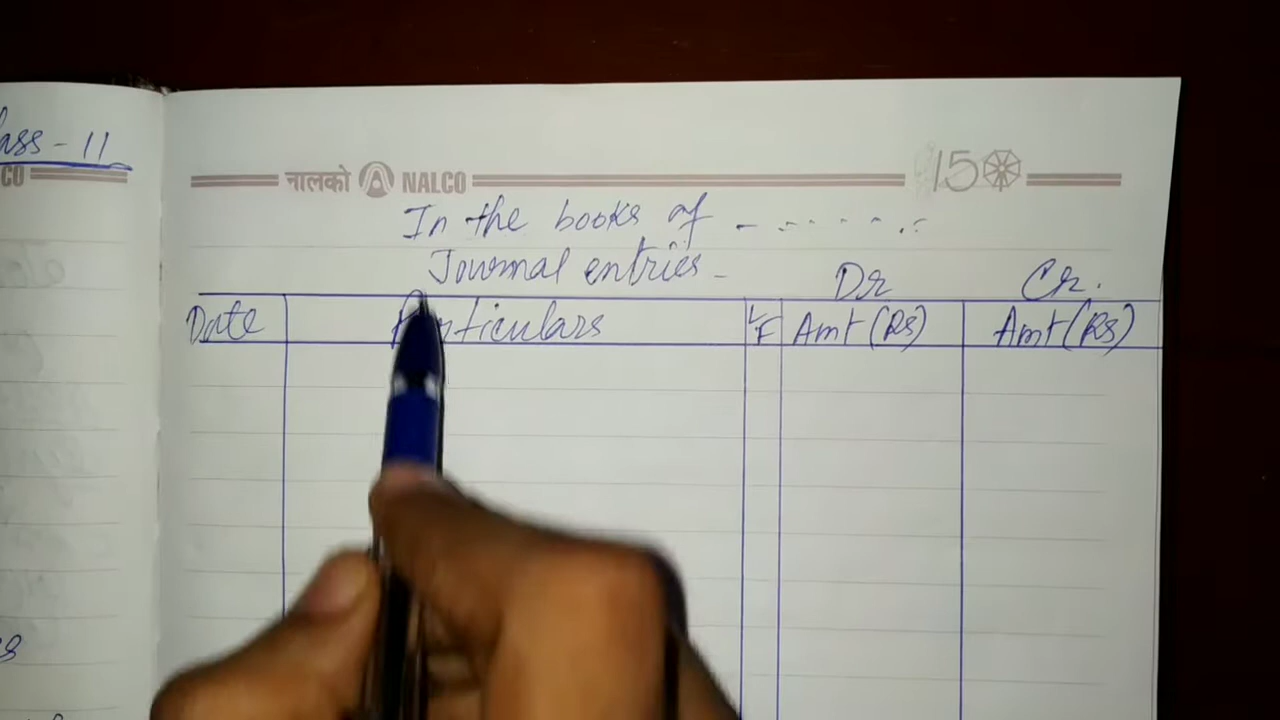 - 11
CO
नालको NALCO 150
In the books of - - - - - -
Journal entries -
Dr Cr.
Date Particulars LF Amt (Rs) Amt (Rs)